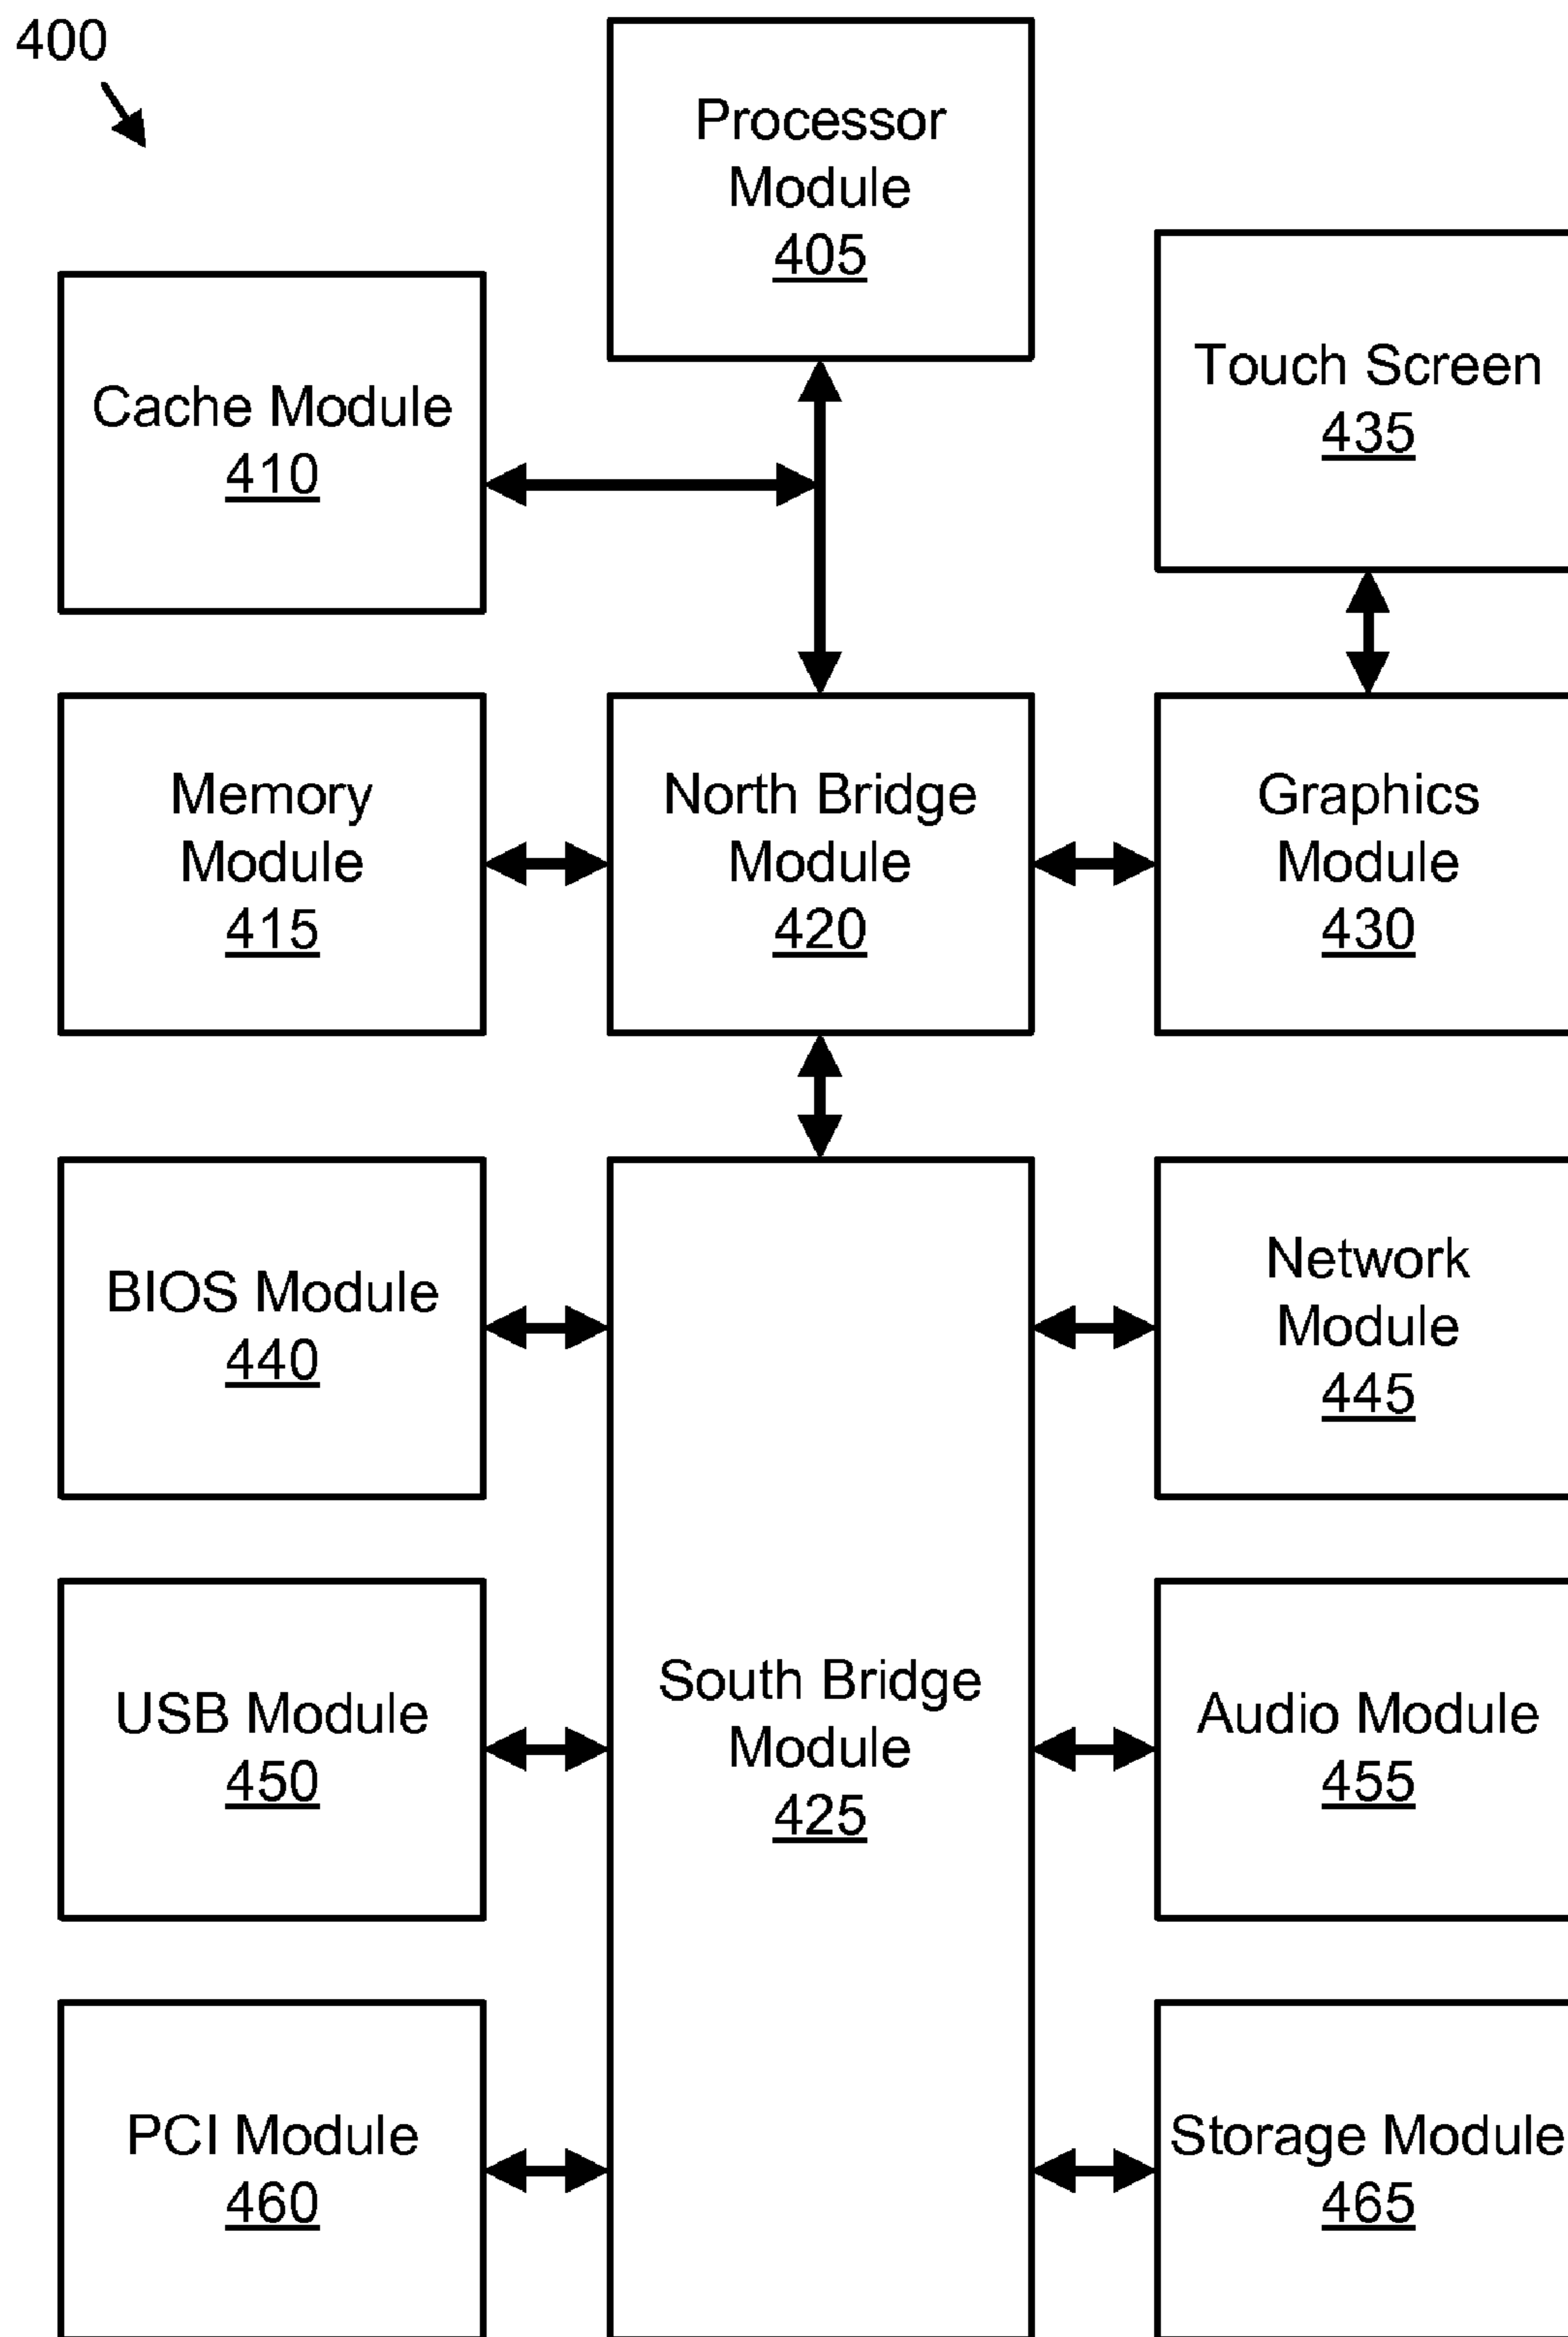 400
Processor
Module
405
Cache Module
410
Touch Screen
435
Memory
Module
415
North Bridge
Module
420
Graphics
Module
430
BIOS Module
440
Network
Module
445
USB Module
450
South Bridge
Module
425
Audio Module
455
PCI Module
460
Storage Module
465